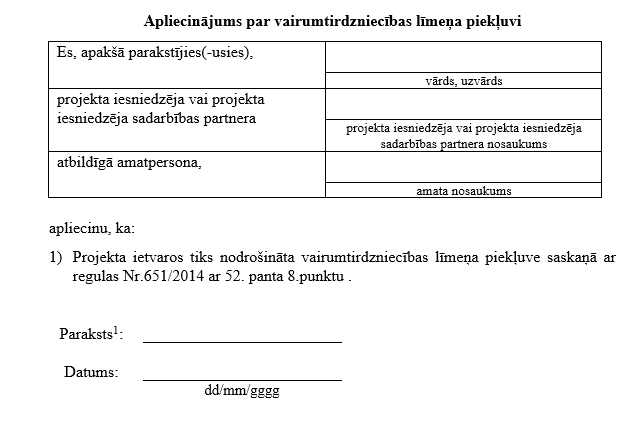 Apliecinājums par vairumtirdzniecības līmeņa piekļuvi
Es, apakšā parakstījies(-usies),
vārds, uzvārds
projekta iesniedzēja vai projekta
iesniedzēja sadarbības partnera
projekta iesniedzēja vai projekta iesniedzēja
sadarbības partnera nosaukums
atbildīgā amatpersona,
amata nosaukums
apliecinu, ka:
1) Projekta ietvaros tiks nodrošināta vairumtirdzniecības līmeņa piekļuve saskaņā ar
regulas Nr.651/2014 ar 52. panta 8.punktu .
Paraksts¹:
Datums:
dd/mm/gggg